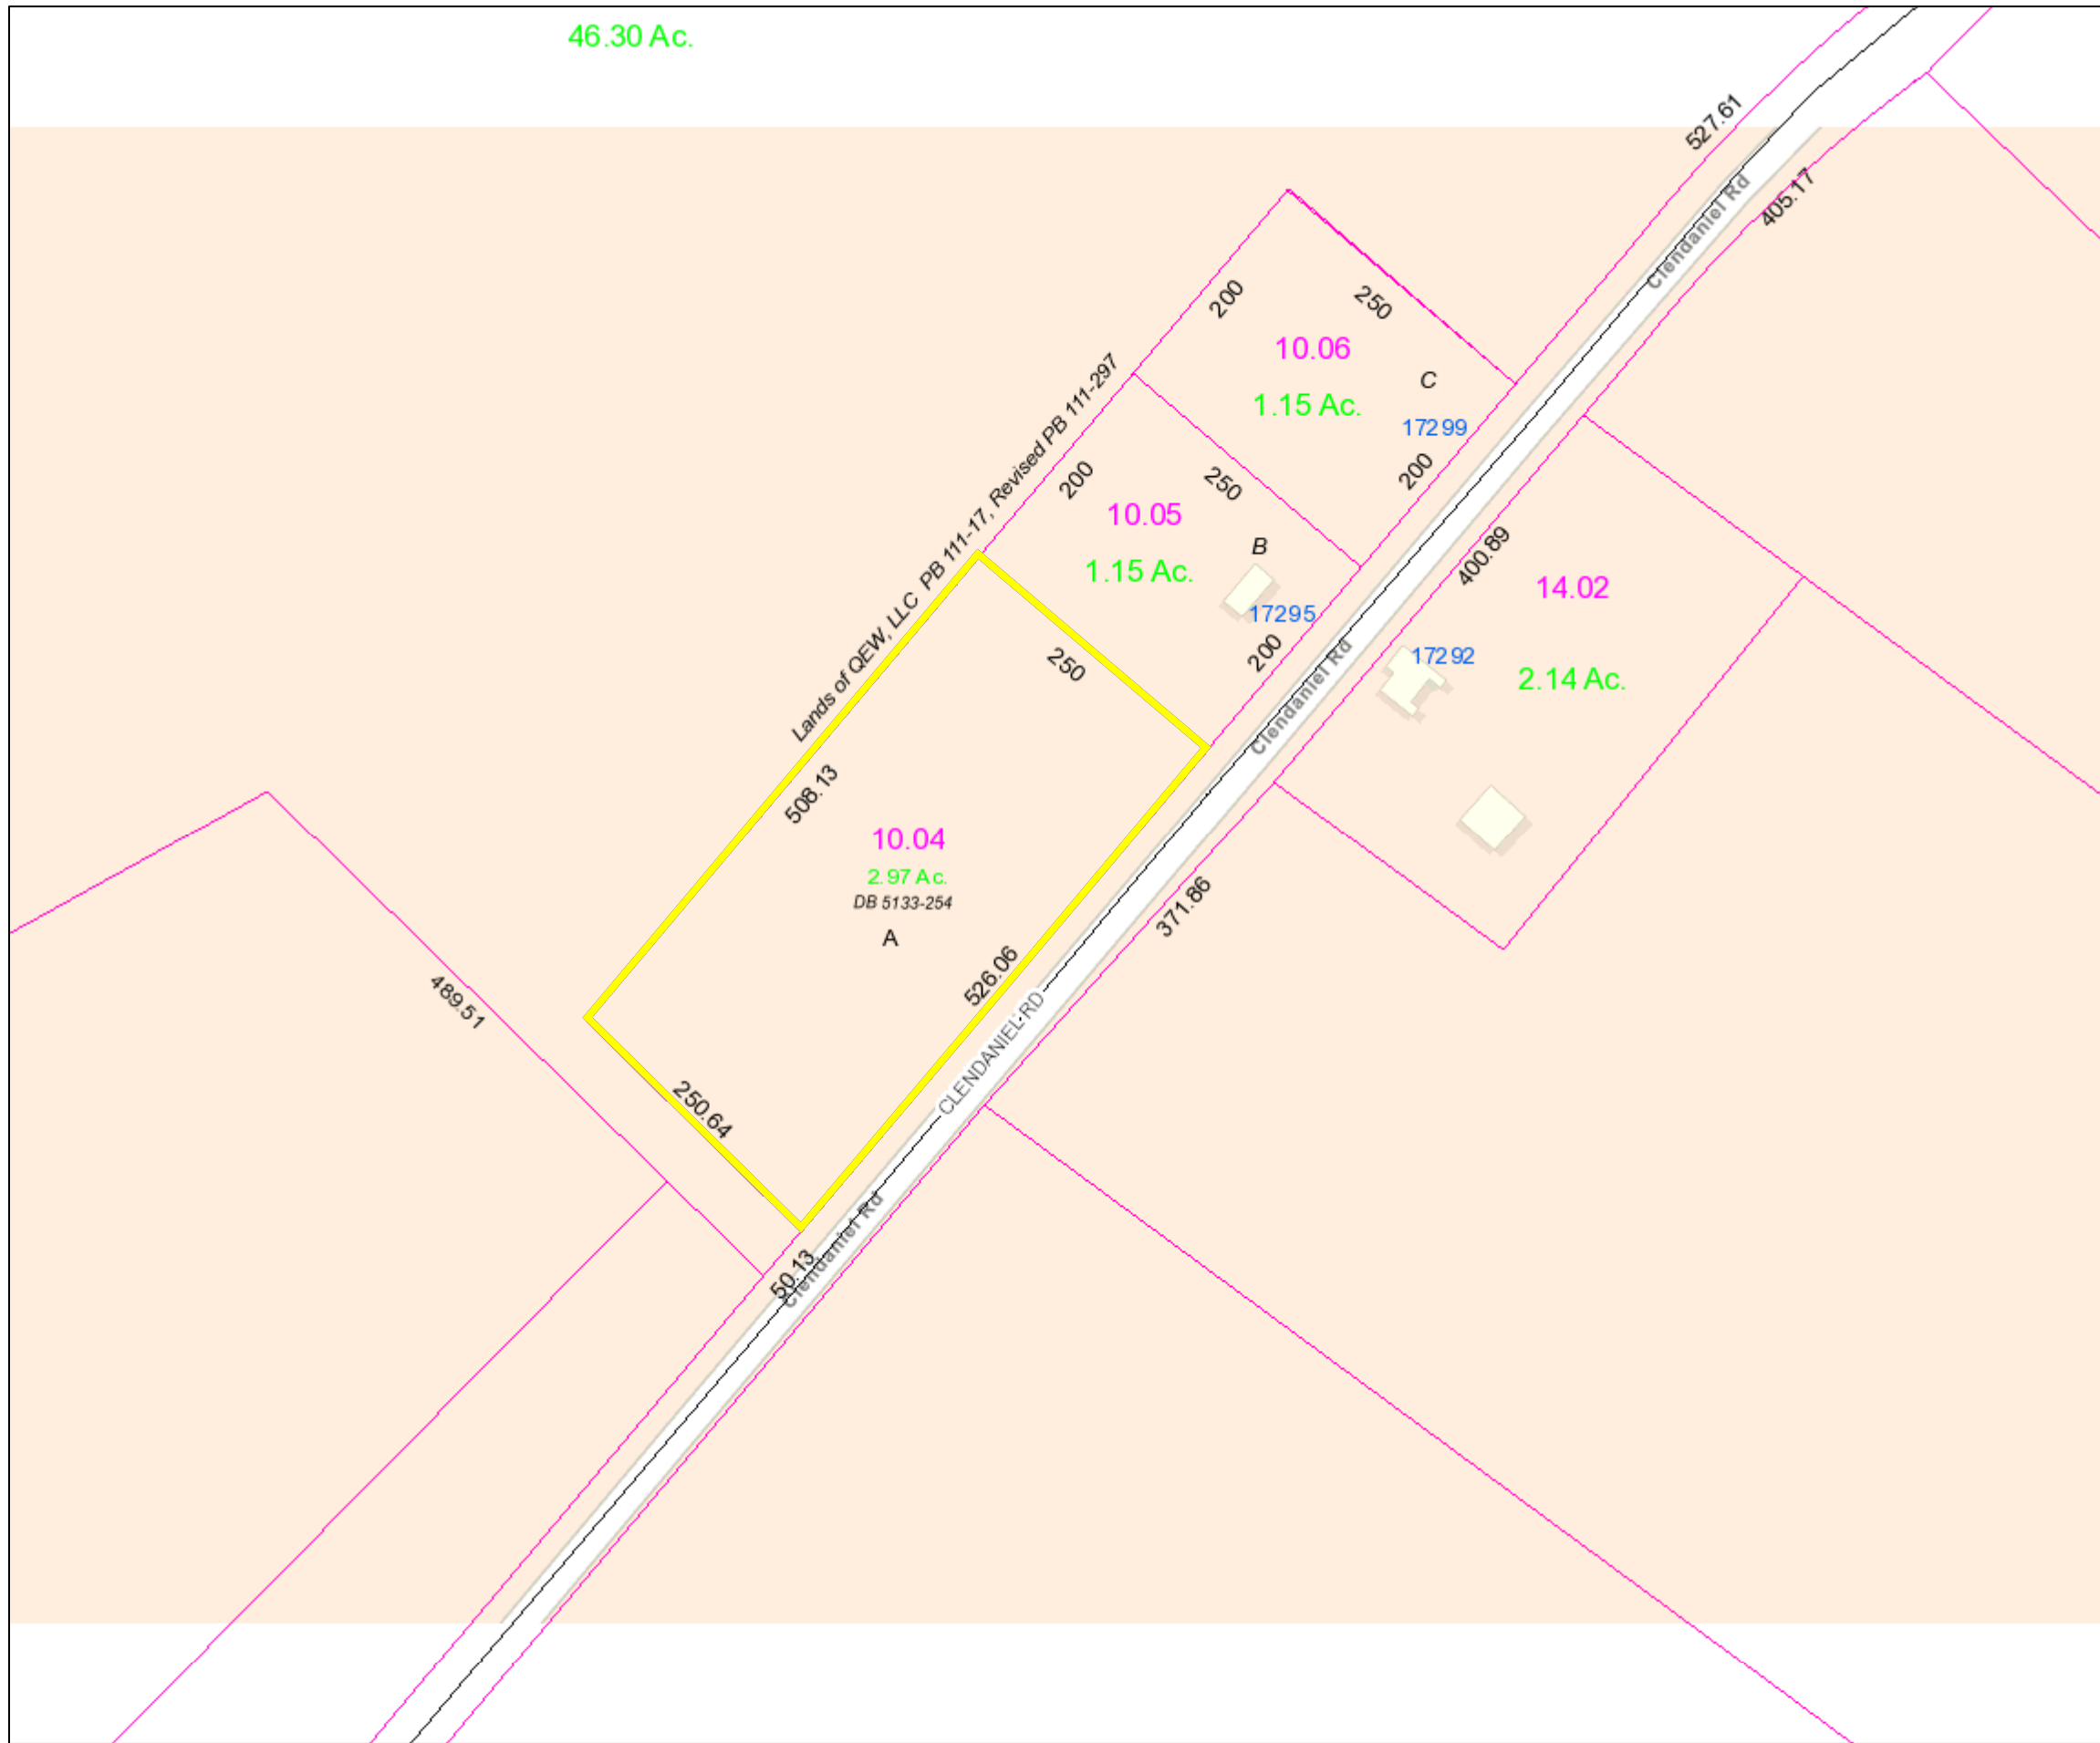 46.30 Ac.
527.61
405.17
Clendaniel Rd
200
250
10.06
C
1.15 Ac.
17299
200
Lands of QEW, LLC PB 111-17, Revised PB 111-297
200
250
10.05
B
1.15 Ac.
17295
200
400.89
14.02
17292
2.14 Ac.
Clendaniel Rd
250
508.13
10.04
2.97 Ac.
DB 5133-254
A
526.06
371.86
CLENDANIEL RD
489.51
250.64
Clendaniel Rd
50.13